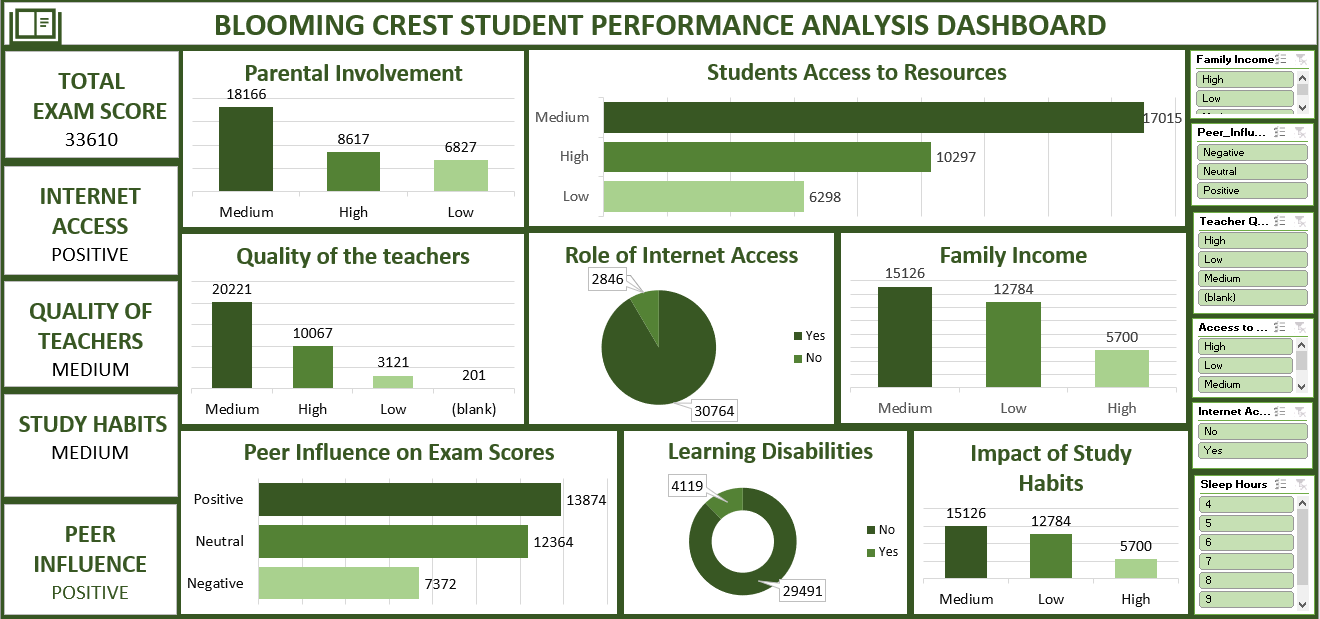 BLOOMING CREST STUDENT PERFORMANCE ANALYSIS DASHBOARD
TOTAL
EXAM SCORE
33610
INTERNET
ACCESS
POSITIVE
QUALITY OF
TEACHERS
MEDIUM
STUDY HABITS
MEDIUM
PEER
INFLUENCE
POSITIVE
Parental Involvement
18166
8617
6827
Medium
High
Low
Students Access to Resources
Medium
17015
High
10297
Low
6298
Quality of the teachers
20221
10067
3121
201
Medium
High
Low
(blank)
Role of Internet Access
2846
Yes
No
30764
Family Income
15126
12784
5700
Medium
Low
High
Peer Influence on Exam Scores
Positive
13874
Neutral
12364
Negative
7372
Learning Disabilities
4119
No
Yes
29491
Impact of Study
Habits
15126
12784
5700
Medium
Low
High
Family Income
High
Low
Peer_Influ...
Negative
Neutral
Positive
Teacher Q...
High
Low
Medium
(blank)
Access to ...
High
Low
Medium
Internet Ac...
No
Yes
Sleep Hours
4
5
6
7
8
9